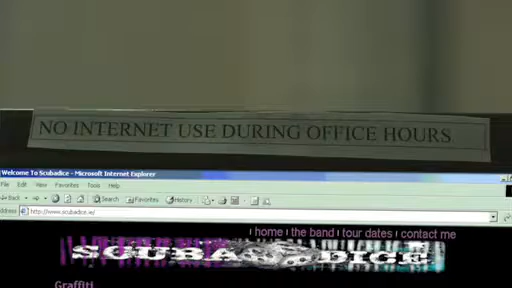 NO INTERNET USE DURING OFFICE HOURS
Welcome To Scubadice - Microsoft Internet Explorer
File Edit View Favorites Tools Help
Back Search Favorites History
Address http://www.scubadice.ie/
home the band tour dates contact me
SCUBA DICE
Graffiti